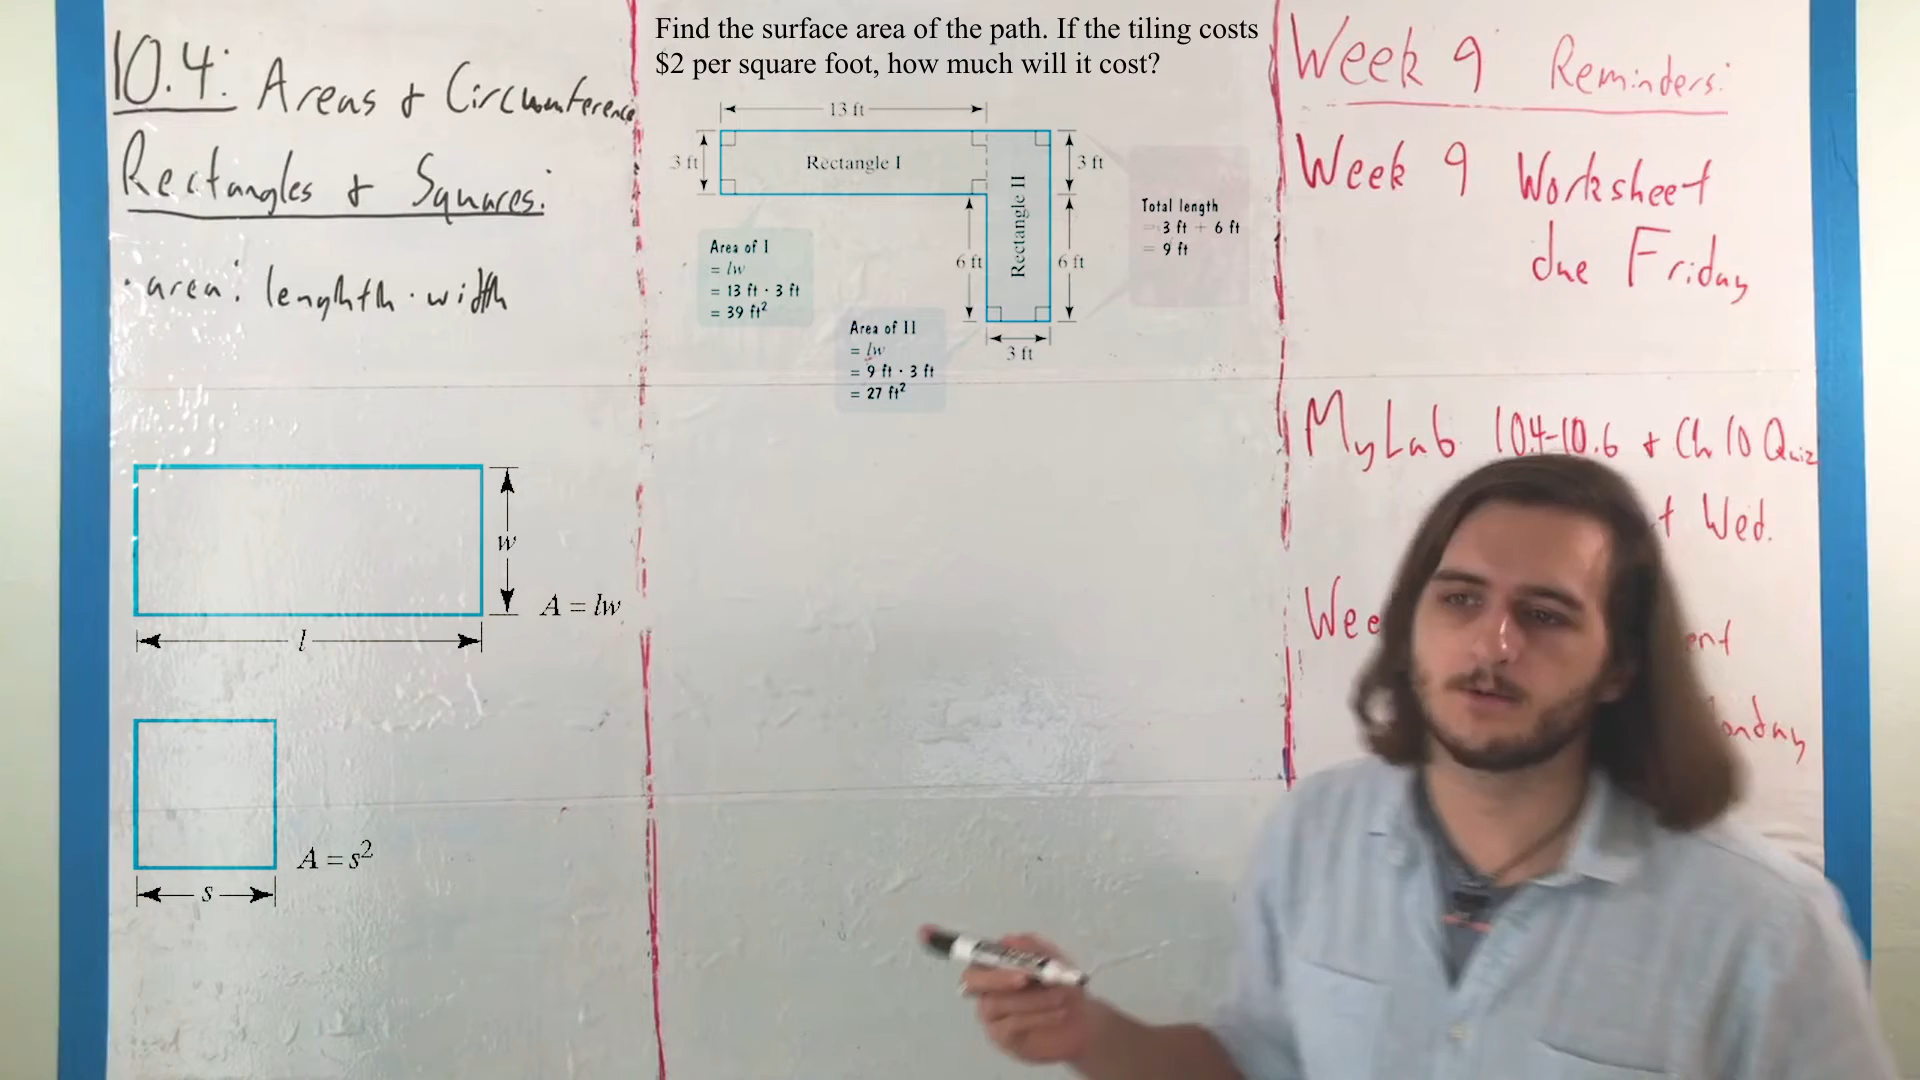 10.4: Areas & Circumference
Rectangles & Squares:
· area: lenghth · width
w
A = lw
l
A = s²
s
Find the surface area of the path. If the tiling costs
$2 per square foot, how much will it cost?
13 ft
3 ft
Rectangle I
Rectangle II
3 ft
6 ft
6 ft
3 ft
Area of I
= lw
= 13 ft · 3 ft
= 39 ft²
Area of II
= lw
= 9 ft · 3 ft
= 27 ft²
Total length
= 3 ft + 6 ft
= 9 ft
Week 9 Reminders:
Week 9 Worksheet
due Friday
MyLab 10.4-10.6 & Ch 10 Quiz
Wed.